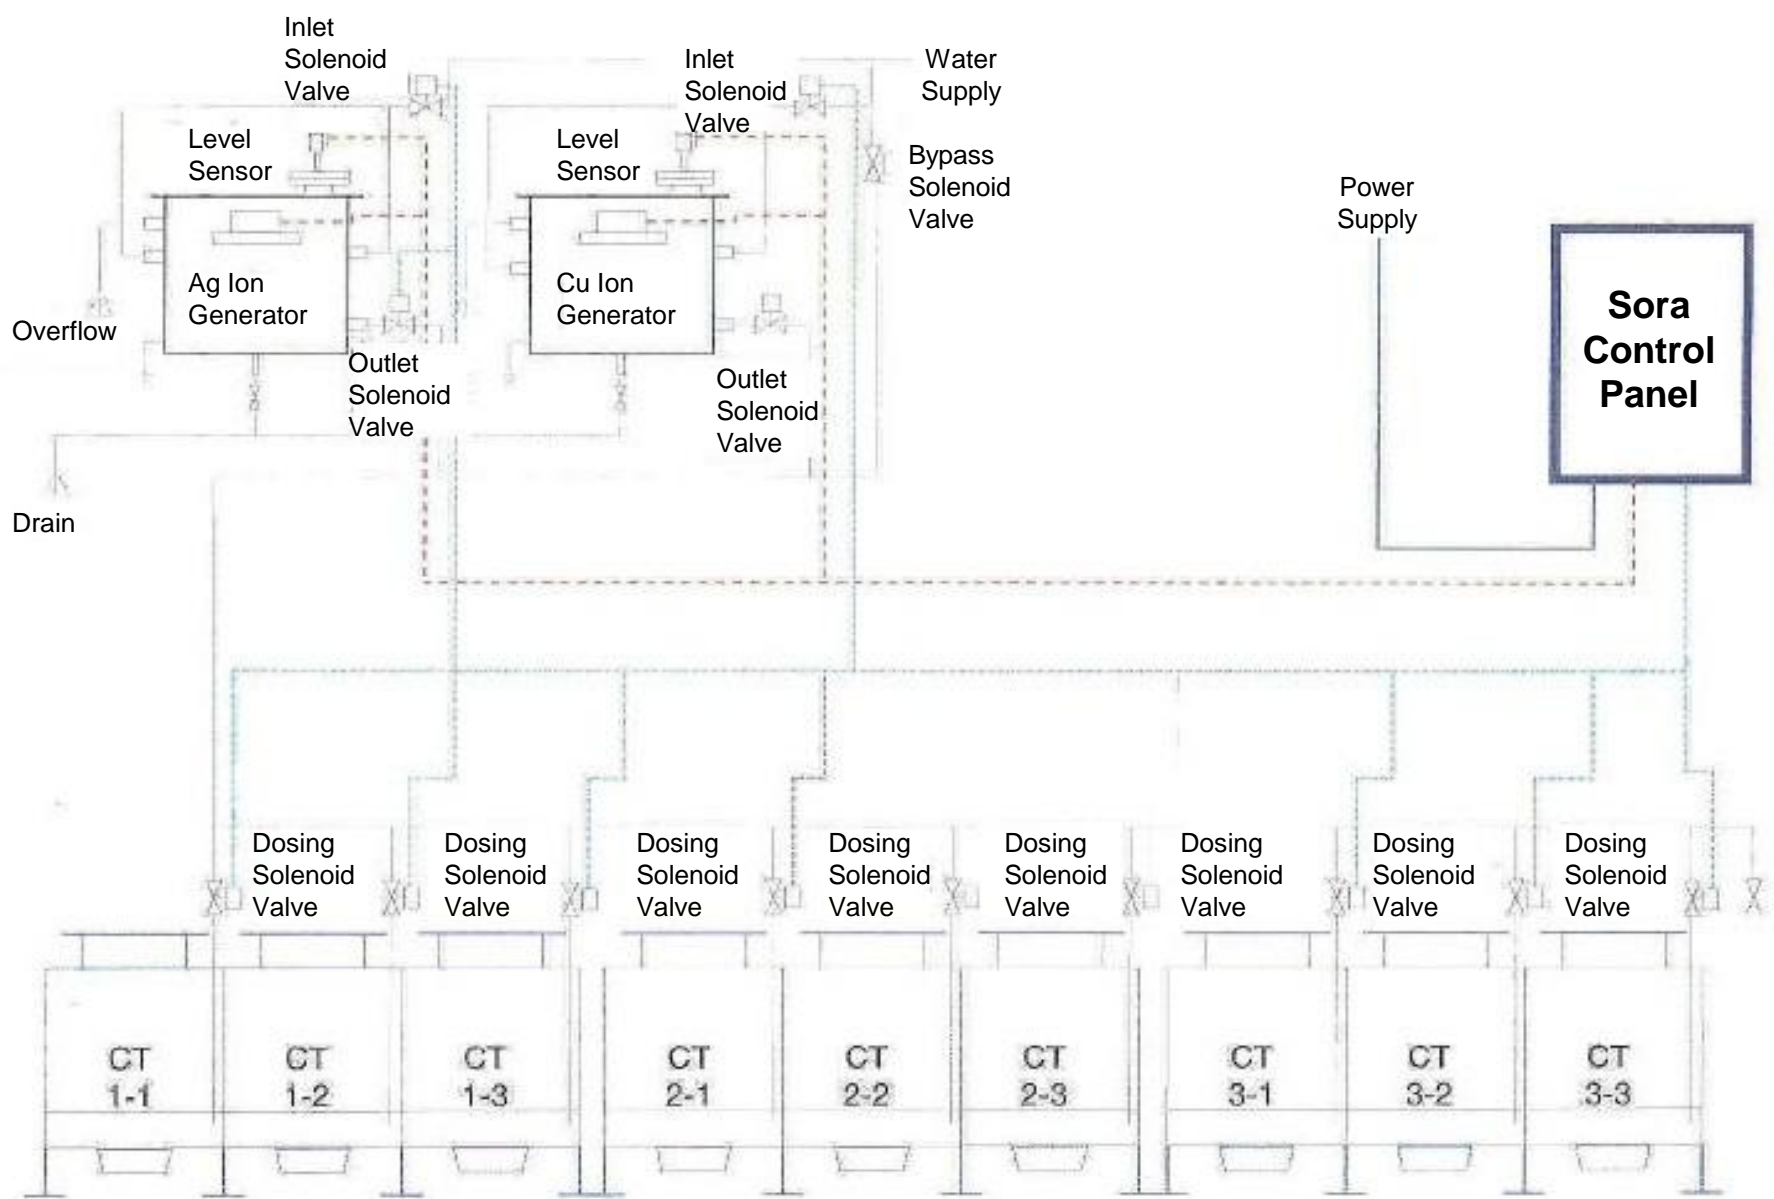 Inlet
Solenoid
Valve
Inlet
Solenoid
Valve
Water
Supply
Level
Sensor
Level
Sensor
Bypass
Solenoid
Valve
Power
Supply
Ag Ion
Generator
Cu Ion
Generator
Sora
Control
Panel
Overflow
Outlet
Solenoid
Valve
Outlet
Solenoid
Valve
Drain
Dosing
Solenoid
Valve
Dosing
Solenoid
Valve
Dosing
Solenoid
Valve
Dosing
Solenoid
Valve
Dosing
Solenoid
Valve
Dosing
Solenoid
Valve
Dosing
Solenoid
Valve
Dosing
Solenoid
Valve
CT
1-1
CT
1-2
CT
1-3
CT
2-1
CT
2-2
CT
2-3
CT
3-1
CT
3-2
CT
3-3